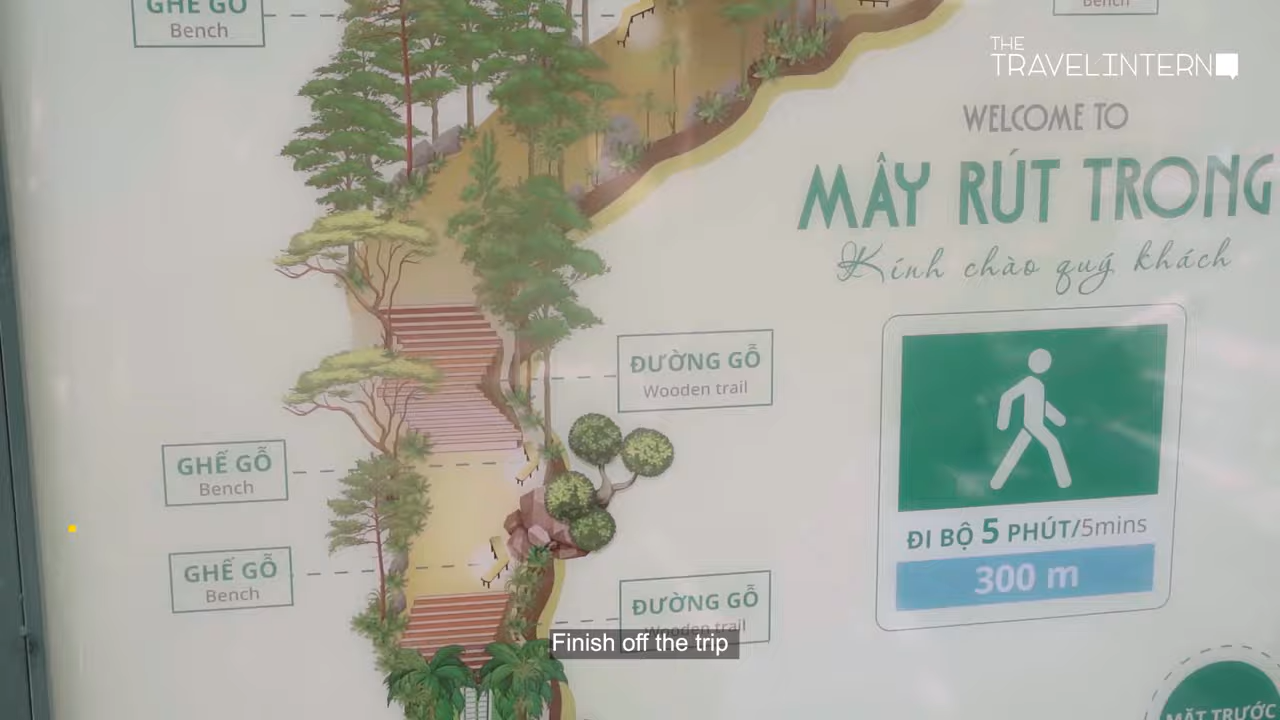 GHẾ GỖ
Bench
Bench
THE
TRAVELINTERN
WELCOME TO
MÂY RÚT TRONG
Kính chào quý khách
ĐƯỜNG GỖ
Wooden trail
GHẾ GỖ
Bench
ĐI BỘ 5 PHÚT/5mins
300 m
GHẾ GỖ
Bench
ĐƯỜNG GỖ
Wooden trail
Finish off the trip
MẶT TRƯỚC